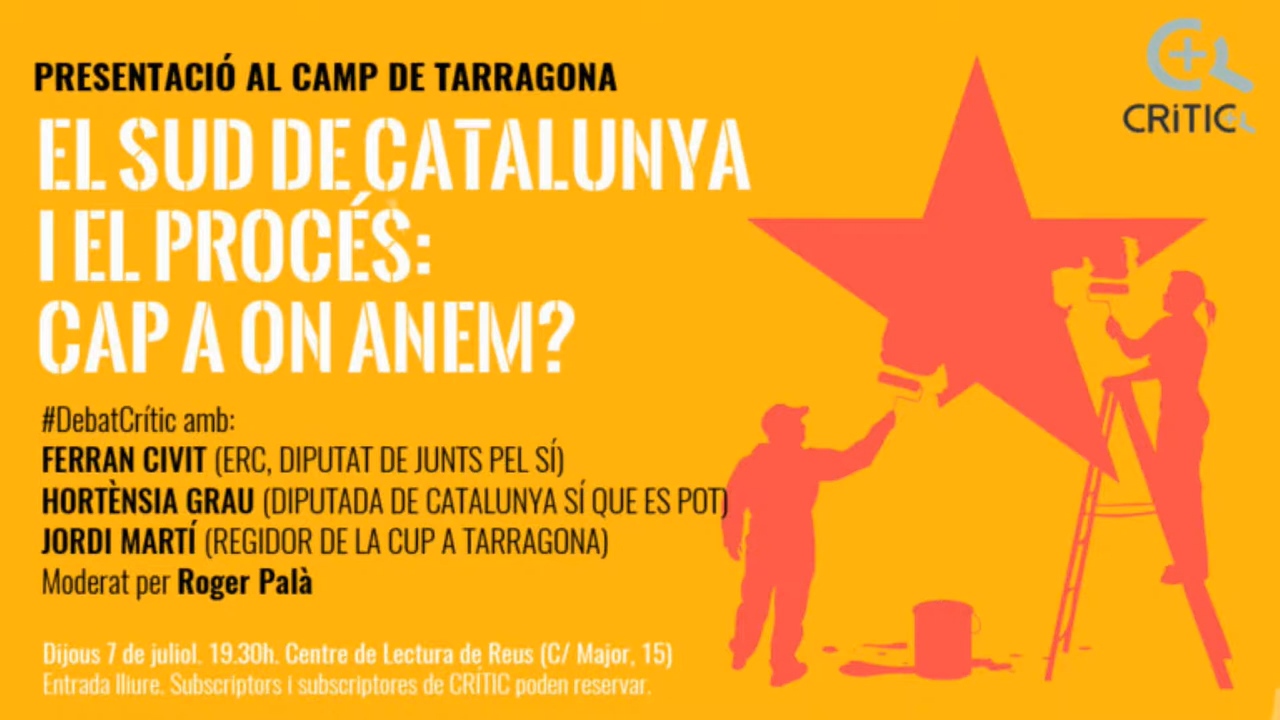 PRESENTACIÓ AL CAMP DE TARRAGONA
EL SUD DE CATALUNYA
I EL PROCÉS:
CAP A ON ANEM?
#DebatCrític amb:
FERRAN CIVIT (ERC, DIPUTAT DE JUNTS PEL SÍ)
HORTÈNSIA GRAU (DIPUTADA DE CATALUNYA SÍ QUE ES POT)
JORDI MARTÍ (REGIDOR DE LA CUP A TARRAGONA)
Moderat per Roger Palà
Dijous 7 de juliol. 19.30h. Centre de Lectura de Reus (C/ Major, 15)
Entrada lliure. Subscriptors i subscriptores de CRÍTIC poden reservar.
CRÍTIC